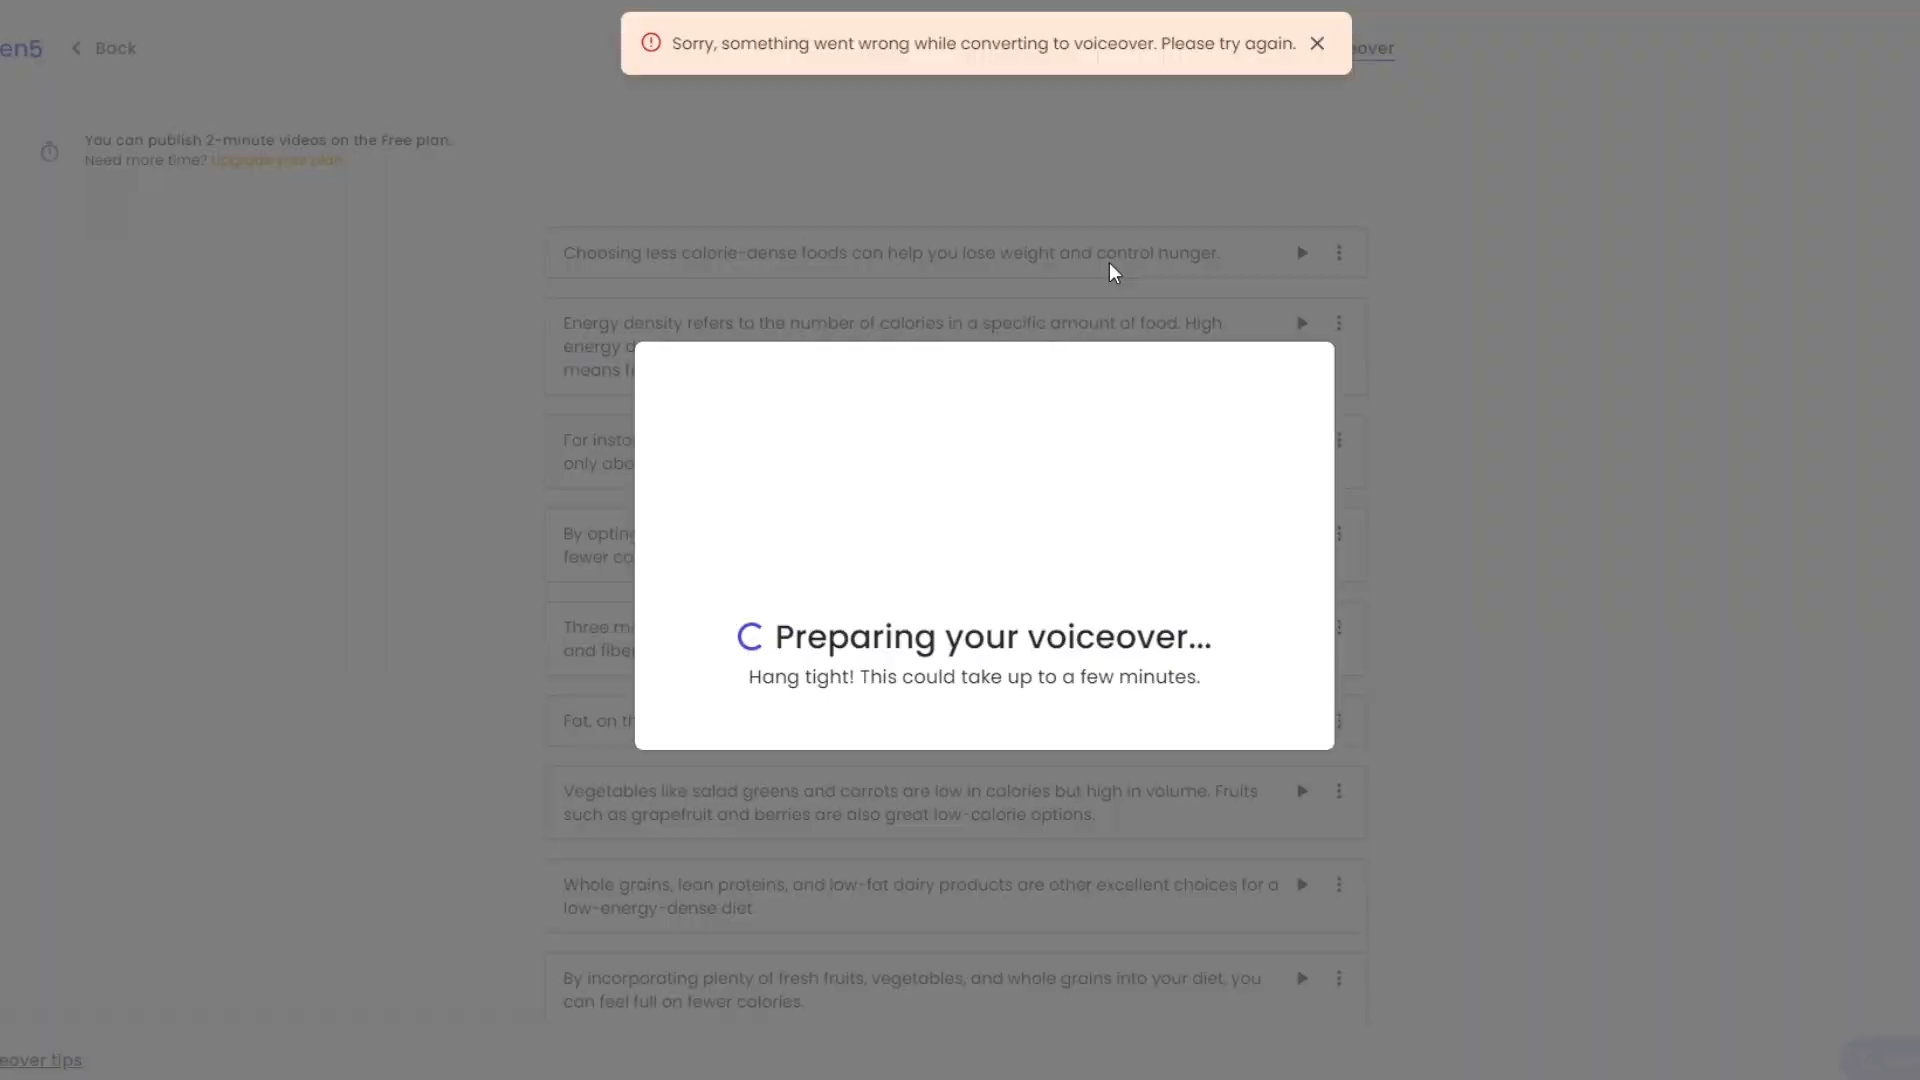 Sorry, something went wrong while converting to voiceover. Please try again.
en5
Back
eover
You can publish 2-minute videos on the Free plan.
Need more time? Upgrade your plan
Choosing less calorie-dense foods can help you lose weight and control hunger.
Energy density refers to the number of calories in a specific amount of food. High
energy d
means f
For insta
only abo
By opting
fewer ca
Preparing your voiceover...
Three m
and fiber
Hang tight! This could take up to a few minutes.
Fat, on th
Vegetables like salad greens and carrots are low in calories but high in volume. Fruits
such as grapefruit and berries are also great low-calorie options.
Whole grains, lean proteins, and low-fat dairy products are other excellent choices for a
low-energy-dense diet
By incorporating plenty of fresh fruits, vegetables, and whole grains into your diet, you
can feel full on fewer calories.
eover tips